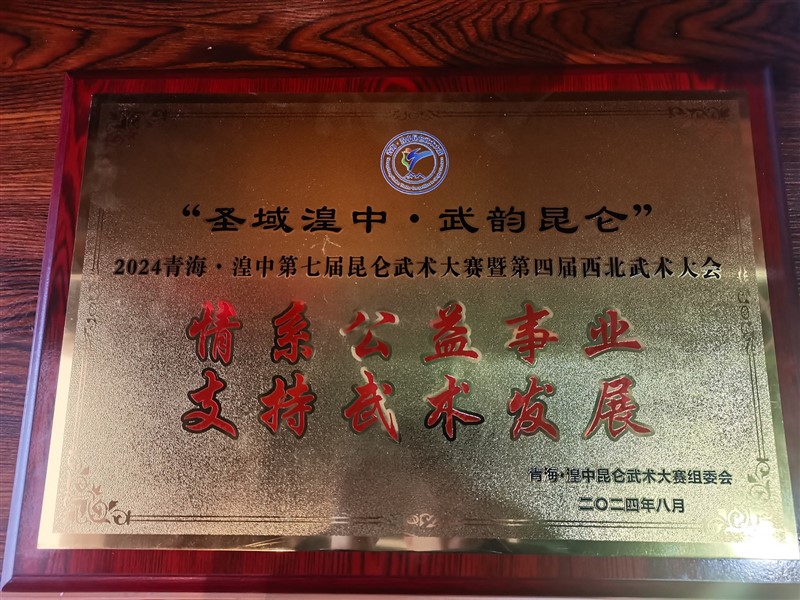 “圣域湟中·武韵昆仑”
2024青海·湟中第七届昆仑武术大赛暨第四届西北武术大会
情系公益事业
支持武术发展
青海·湟中昆仑武术大赛组委会
二〇二四年八月